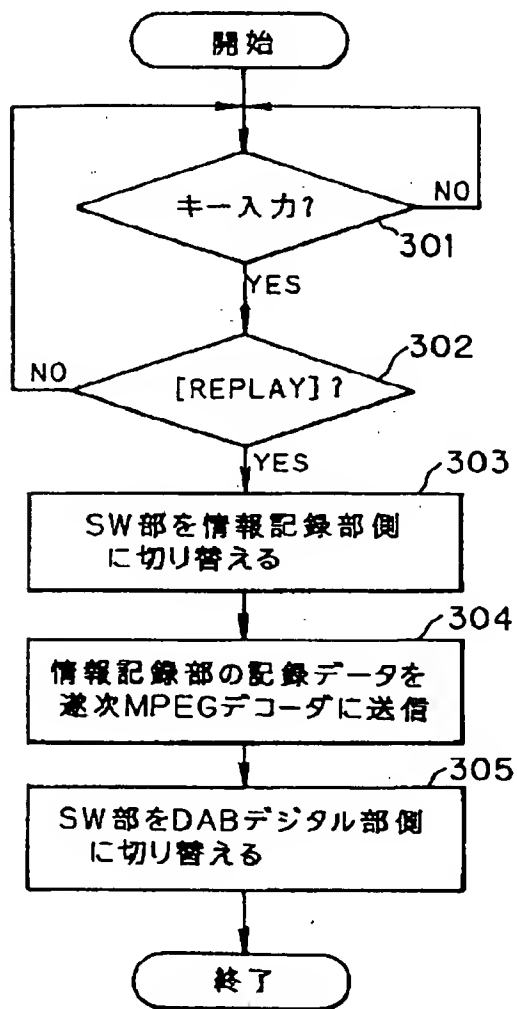 開始
キー入力?
NO
301
YES
302
NO
[REPLAY]?
YES
303
SW部を情報記録部側
に切り替える
304
情報記録部の記録データを
逐次MPEGデコーダに送信
305
SW部をDABデジタル部側
に切り替える
終了